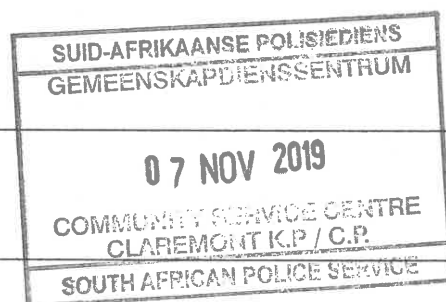 SUID-AFRIKAANSE POLISIEDIENS
GEMEENSKAPDIENSSENTRUM
07 NOV 2019
COMMUNITY SERVICE CENTRE
CLAREMONT K.P / C.P.
SOUTH AFRICAN POLICE SERVICE